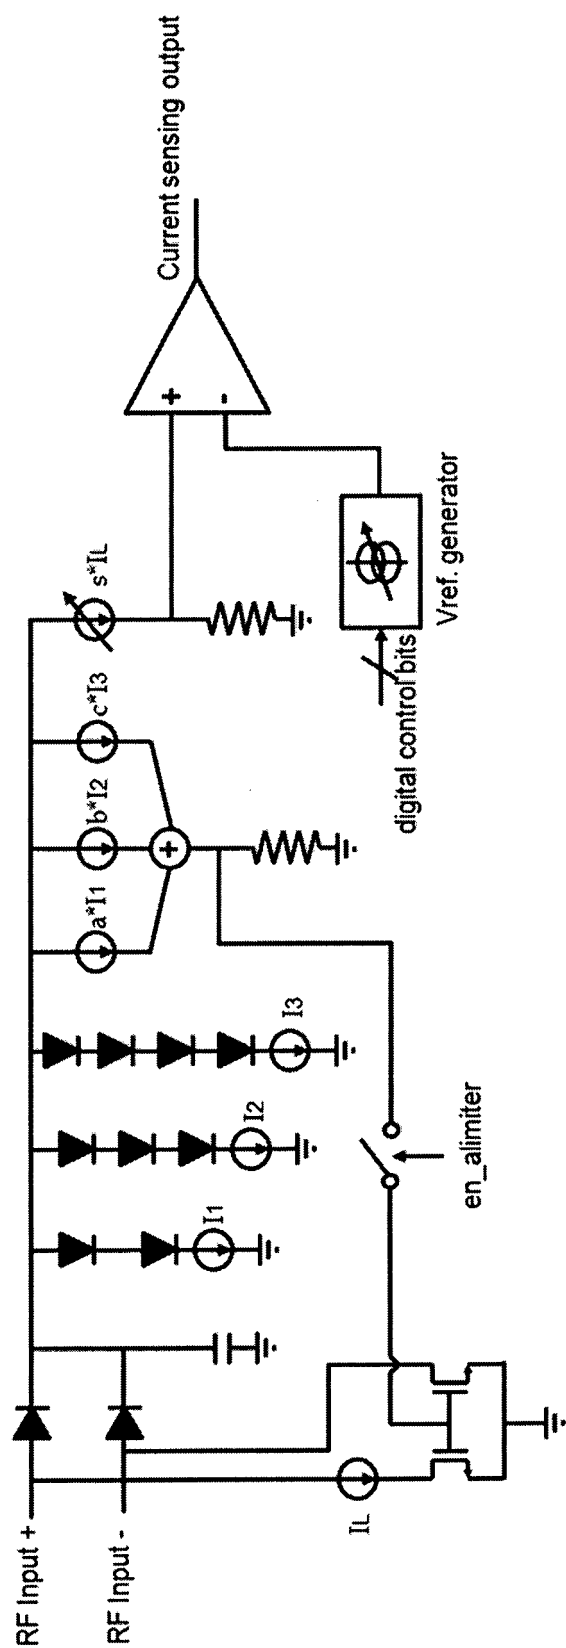 RF Input +
RF Input -
IL
I1
I2
I3
a*I1
b*I2
c*I3
s*IL
+
+
-
Current sensing output
Vref. generator
digital control bits
en_alimiter